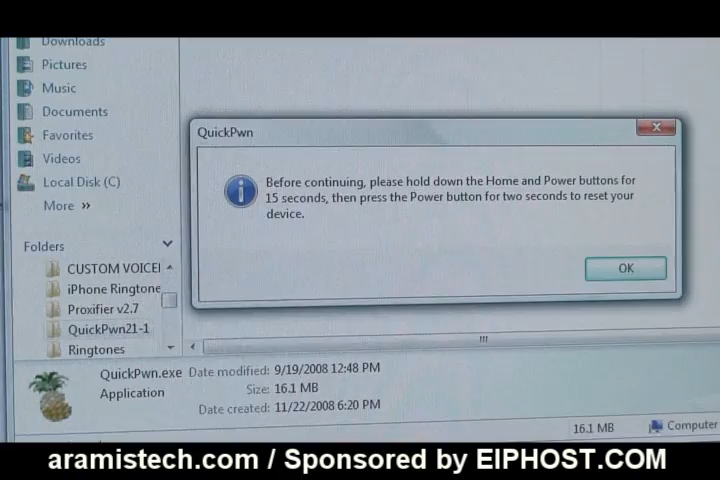 Downloads
Pictures
Music
Documents
Favorites
Videos
Local Disk (C)
More »
Folders
CUSTOM VOICEI
iPhone Ringtone
Proxifier v2.7
QuickPwn21-1
Ringtones
QuickPwn
Before continuing, please hold down the Home and Power buttons for
15 seconds, then press the Power button for two seconds to reset your
device.
OK
QuickPwn.exe Date modified: 9/19/2008 12:48 PM
Application Size: 16.1 MB
Date created: 11/22/2008 6:20 PM
16.1 MB Computer
aramistech.com / Sponsored by EIPHOST.COM